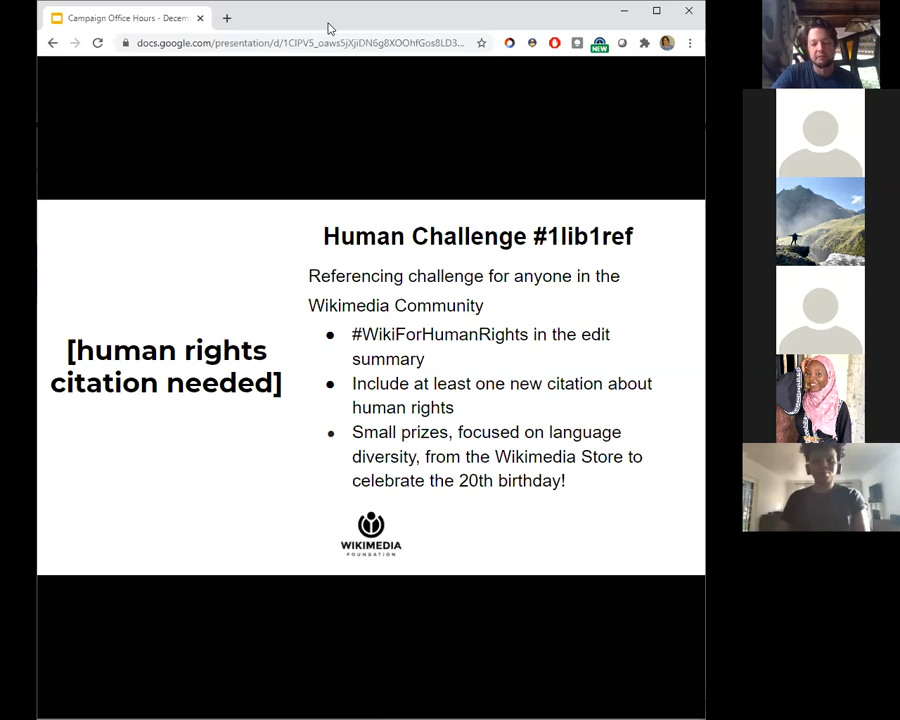 Campaign Office Hours - Decem
docs.google.com/presentation/d/1CIPV5_oaws5jXjiDN6g8XOOhfGos8LD3...
NEW
Human Challenge #1lib1ref
Referencing challenge for anyone in the
Wikimedia Community
[human rights
citation needed]
● #WikiForHumanRights in the edit
summary
● Include at least one new citation about
human rights
● Small prizes, focused on language
diversity, from the Wikimedia Store to
celebrate the 20th birthday!
WIKIMEDIA
FOUNDATION